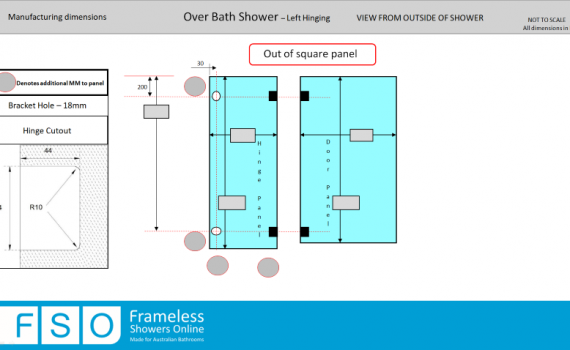 Manufacturing dimensions
Over Bath Shower – Left Hinging
VIEW FROM OUTSIDE OF SHOWER
NOT TO SCALE
All dimensions in
Out of square panel
Denotes additional MM to panel
Bracket Hole – 18mm
Hinge Cutout
44
R10
30
200
Hinge Panel
Door Panel
FSO
Frameless
Showers Online
Made for Australian Bathrooms